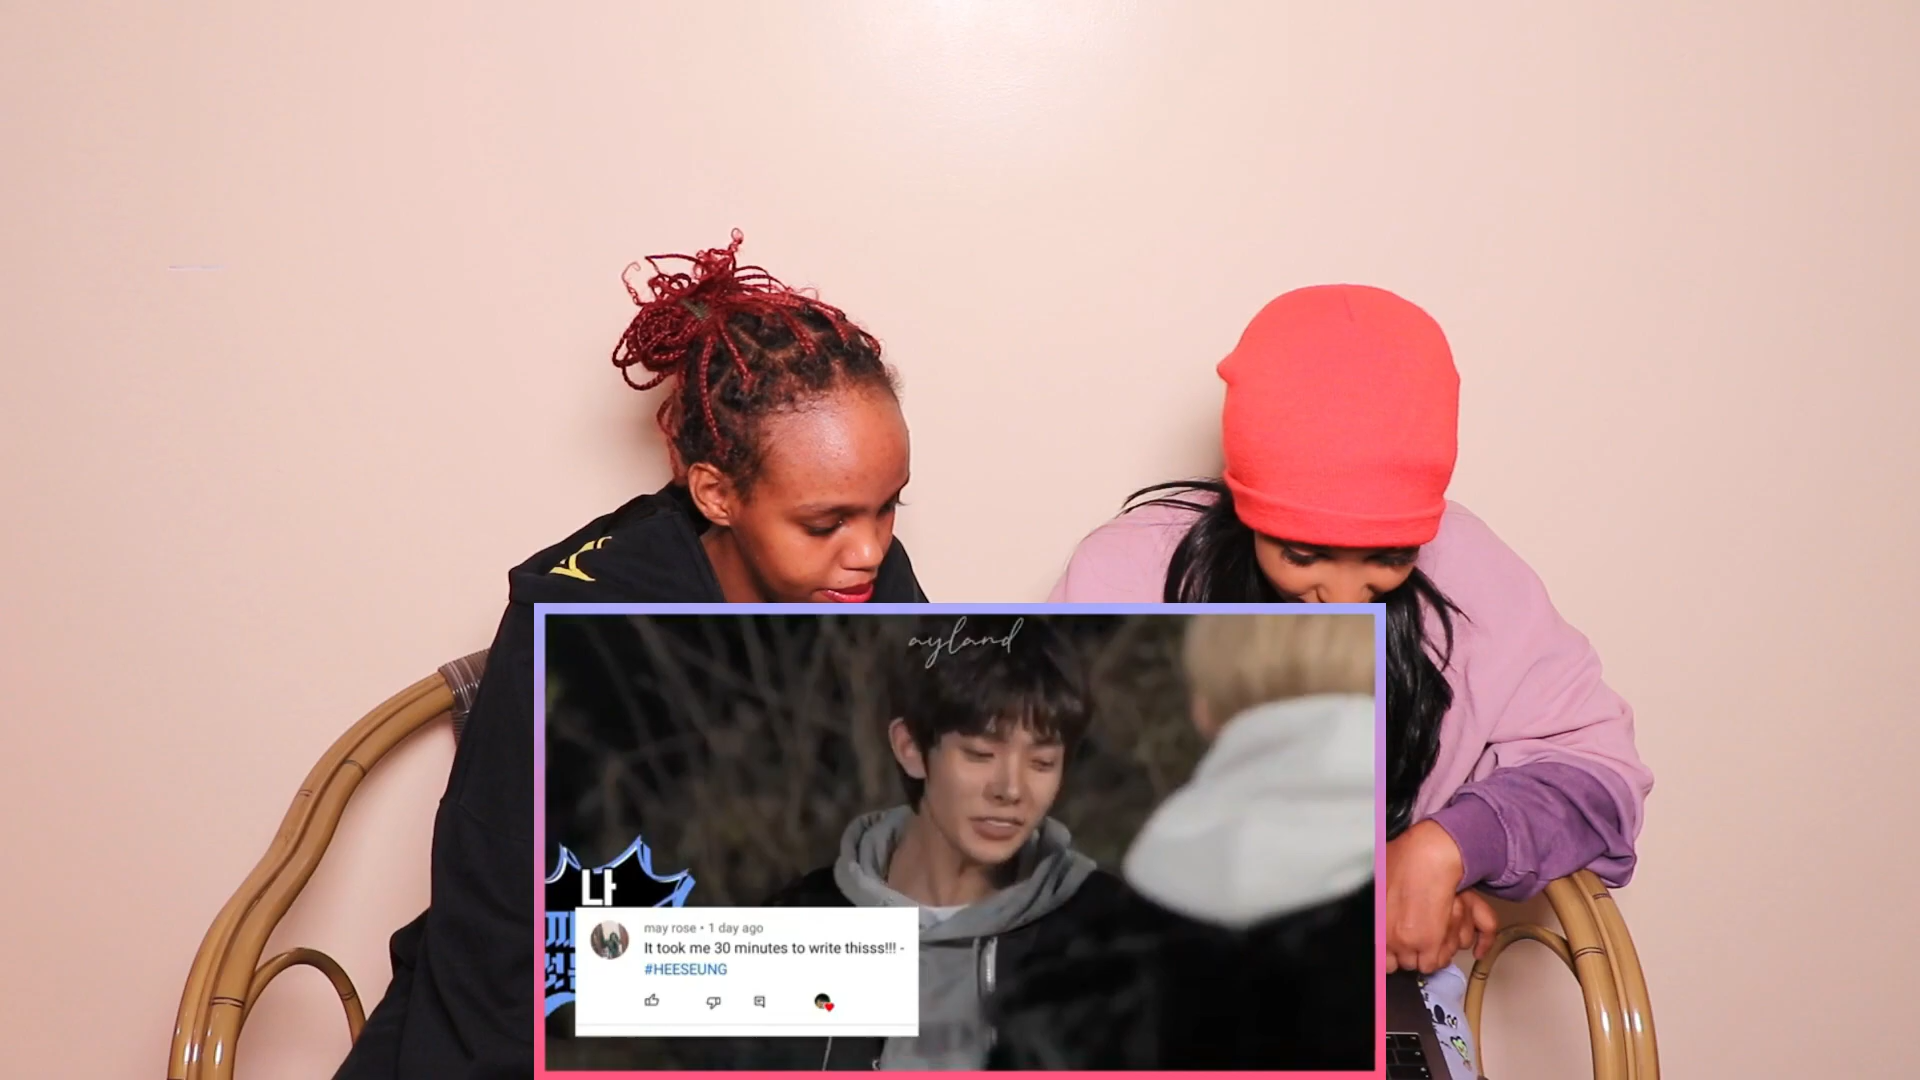 ayland
나
may rose • 1 day ago
It took me 30 minutes to write thisss!!! -
#HEESEUNG